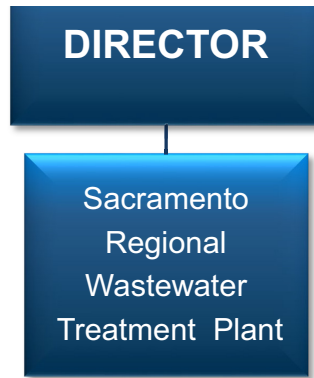 DIRECTOR
Sacramento
Regional
Wastewater
Treatment Plant